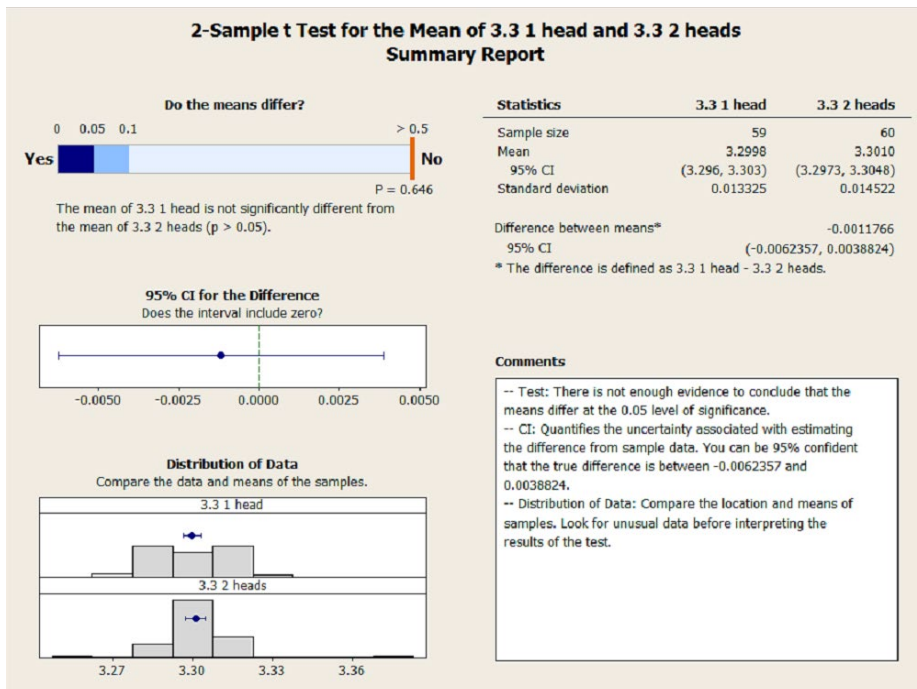 2-Sample t Test for the Mean of 3.3 1 head and 3.3 2 heads
Summary Report
Do the means differ?
0 0.05 0.1 > 0.5
Yes No
P = 0.646
The mean of 3.3 1 head is not significantly different from
the mean of 3.3 2 heads (p > 0.05).
95% CI for the Difference
Does the interval include zero?
-0.0050 -0.0025 0.0000 0.0025 0.0050
Distribution of Data
Compare the data and means of the samples.
3.3 1 head
3.3 2 heads
3.27 3.30 3.33 3.36
Statistics 3.3 1 head 3.3 2 heads
Sample size 59 60
Mean 3.2998 3.3010
95% CI (3.296, 3.303) (3.2973, 3.3048)
Standard deviation 0.013325 0.014522
Difference between means* -0.0011766
95% CI (-0.0062357, 0.0038824)
* The difference is defined as 3.3 1 head - 3.3 2 heads.
Comments
-- Test: There is not enough evidence to conclude that the
means differ at the 0.05 level of significance.
-- CI: Quantifies the uncertainty associated with estimating
the difference from sample data. You can be 95% confident
that the true difference is between -0.0062357 and
0.0038824.
-- Distribution of Data: Compare the location and means of
samples. Look for unusual data before interpreting the
results of the test.